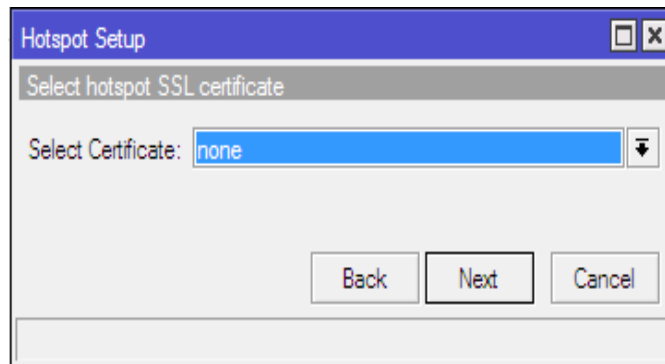 Hotspot Setup
Select hotspot SSL certificate
Select Certificate: none
Back Next Cancel